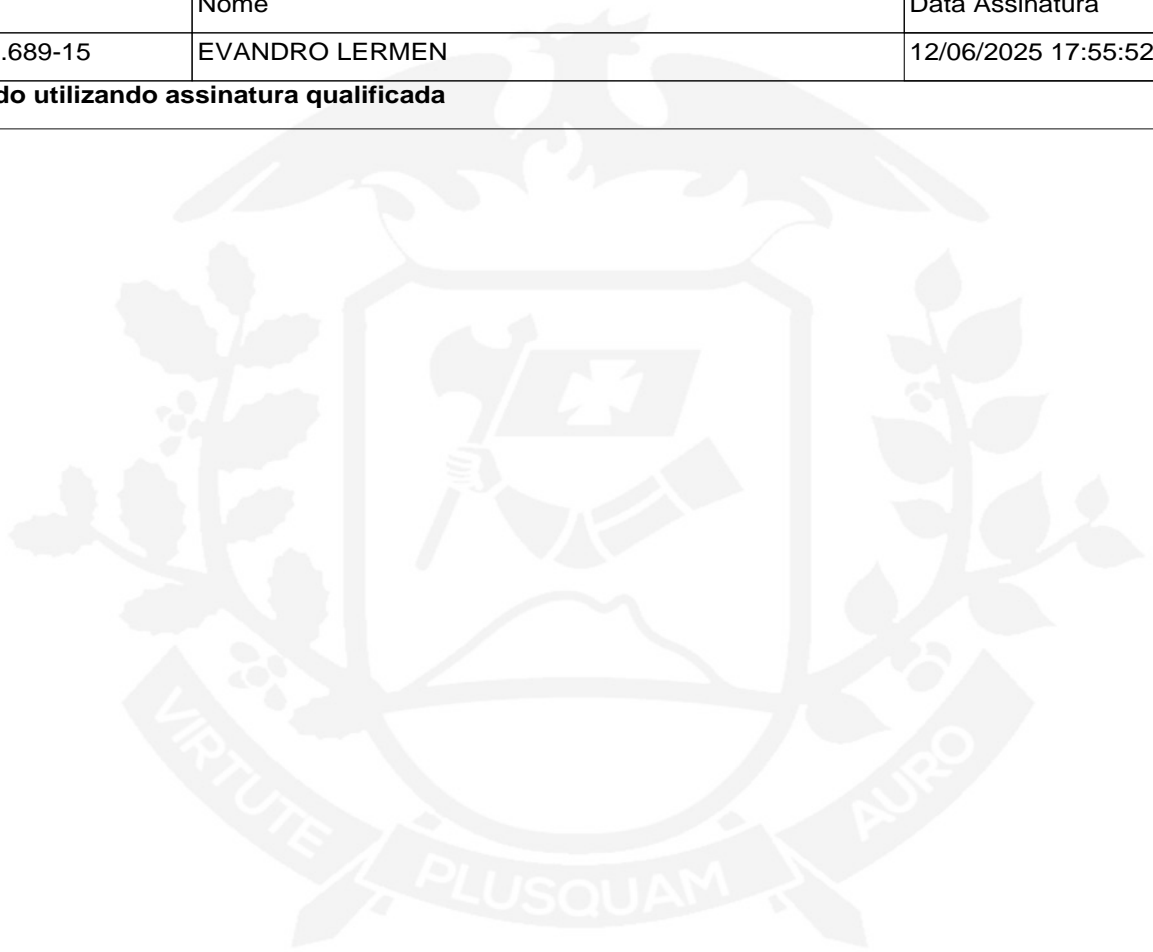 Nome Data Assinatura
.689-15 EVANDRO LERMEN 12/06/2025 17:55:52
do utilizando assinatura qualificada
VIRTUTE PLUSQUAM AURO